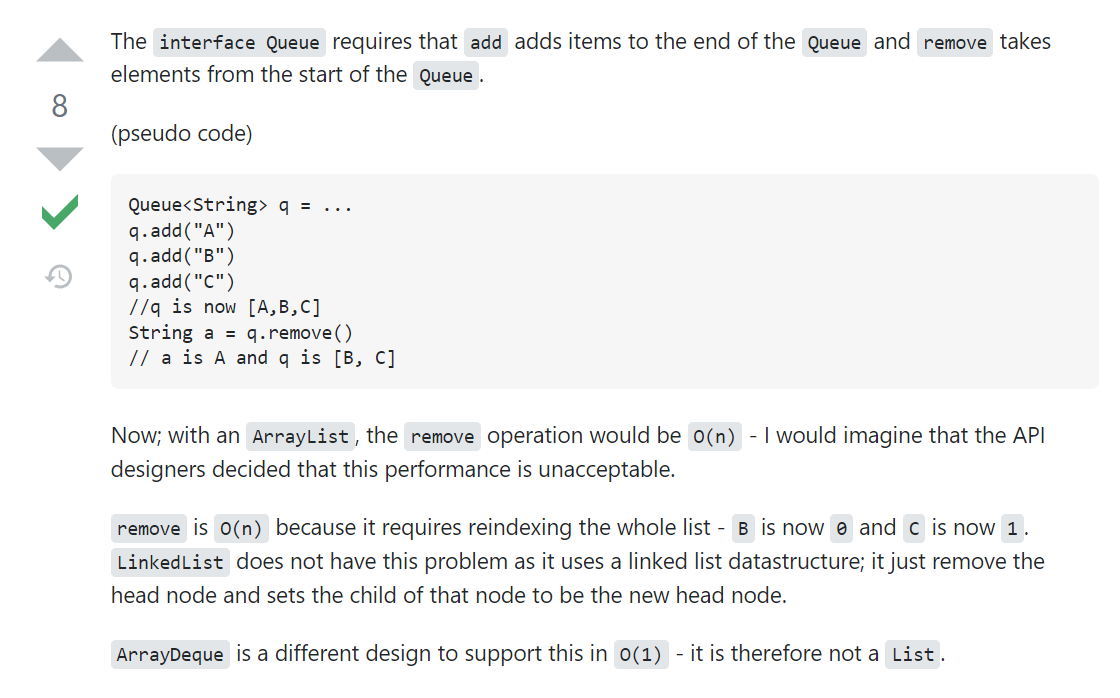 The interface Queue requires that add adds items to the end of the Queue and remove takes
elements from the start of the Queue.
8
(pseudo code)
Queue<String> q = ...
q.add("A")
q.add("B")
q.add("C")
//q is now [A,B,C]
String a = q.remove()
// a is A and q is [B, C]
Now; with an ArrayList, the remove operation would be O(n) - I would imagine that the API
designers decided that this performance is unacceptable.
remove is O(n) because it requires reindexing the whole list - B is now 0 and C is now 1.
LinkedList does not have this problem as it uses a linked list datastructure; it just remove the
head node and sets the child of that node to be the new head node.
ArrayDeque is a different design to support this in O(1) - it is therefore not a List.